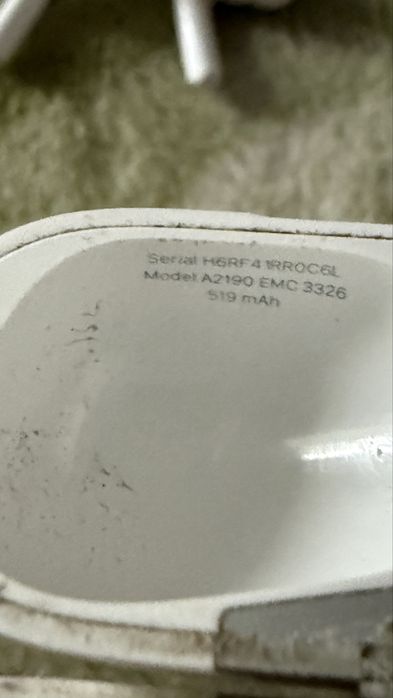 Serial H6RF41RR0C6L
Model A2190 EMC 3326
519 mAh